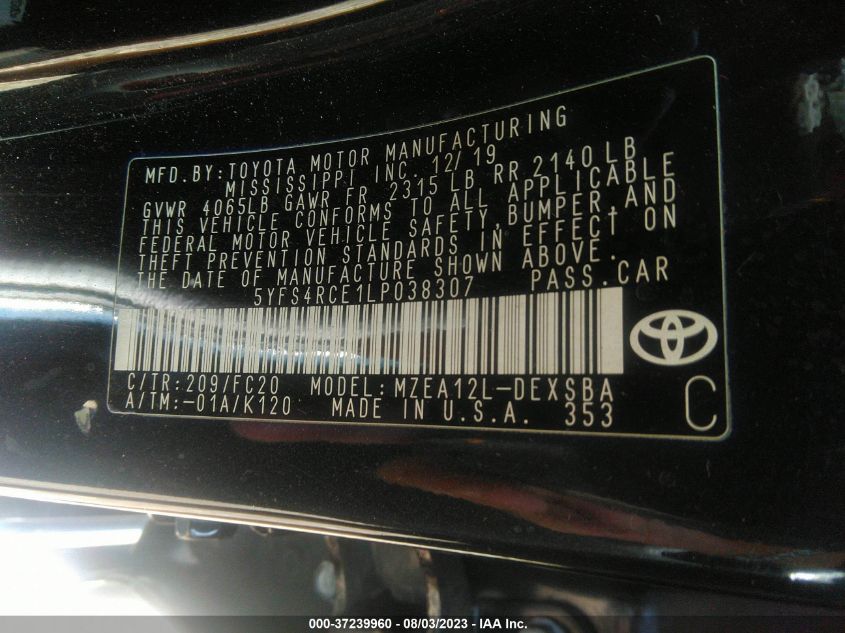 MFD.BY:TOYOTA MOTOR MANUFACTURING
MISSISSIPPI INC. 12/19
GVWR 4065LB GAWR FR 2315LB RR 2140LB
THIS VEHICLE CONFORMS TO ALL APPLICABLE
FEDERAL MOTOR VEHICLE SAFETY,BUMPER,AND
THEFT PREVENTION STANDARDS IN EFFECT ON
THE DATE OF MANUFACTURE SHOWN ABOVE.
5YFS4RCE1LP038307 PASS.CAR
C/TR:209/FC20 MODEL:MZEA12L-DEXSBA
A/TM:-01A/K120 MADE IN U.S.A. 353 C
000-37239960 - 08/03/2023 - IAA Inc.